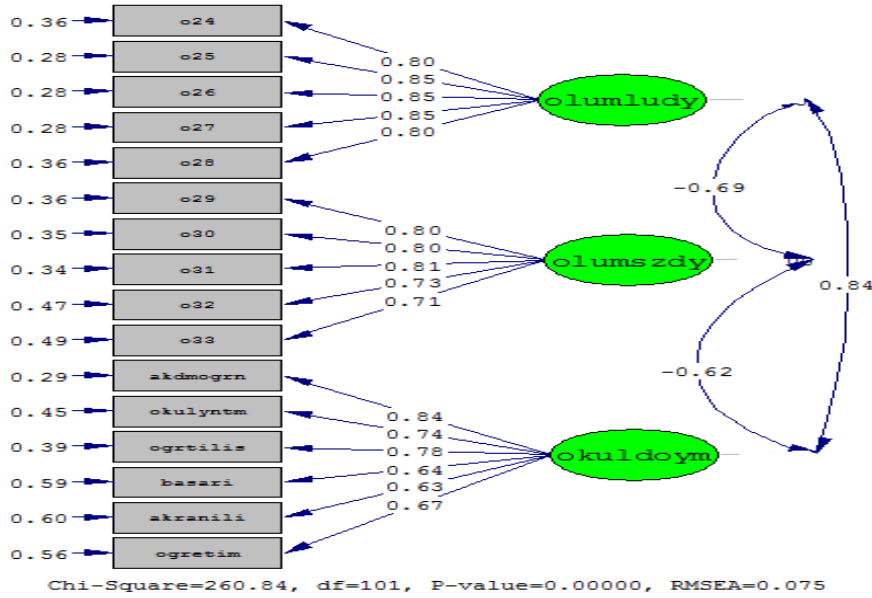 0.36 o24
0.28 o25 0.80
0.28 o26 0.85
0.28 o27 0.85
0.36 o28 0.85
0.80
olumludy
0.36 o29 -0.69
0.35 o30 0.80
0.34 o31 0.80
0.47 o32 0.81
0.49 o33 0.73
0.71
olumszdy
0.84
0.29 akdmogrn -0.62
0.45 okulyntm 0.84
0.39 ogrtilis 0.74
0.59 basari 0.78
0.60 akranili 0.64
0.56 ogretim 0.63
0.67
okuldoym
Chi-Square=260.84, df=101, P-value=0.00000, RMSEA=0.075